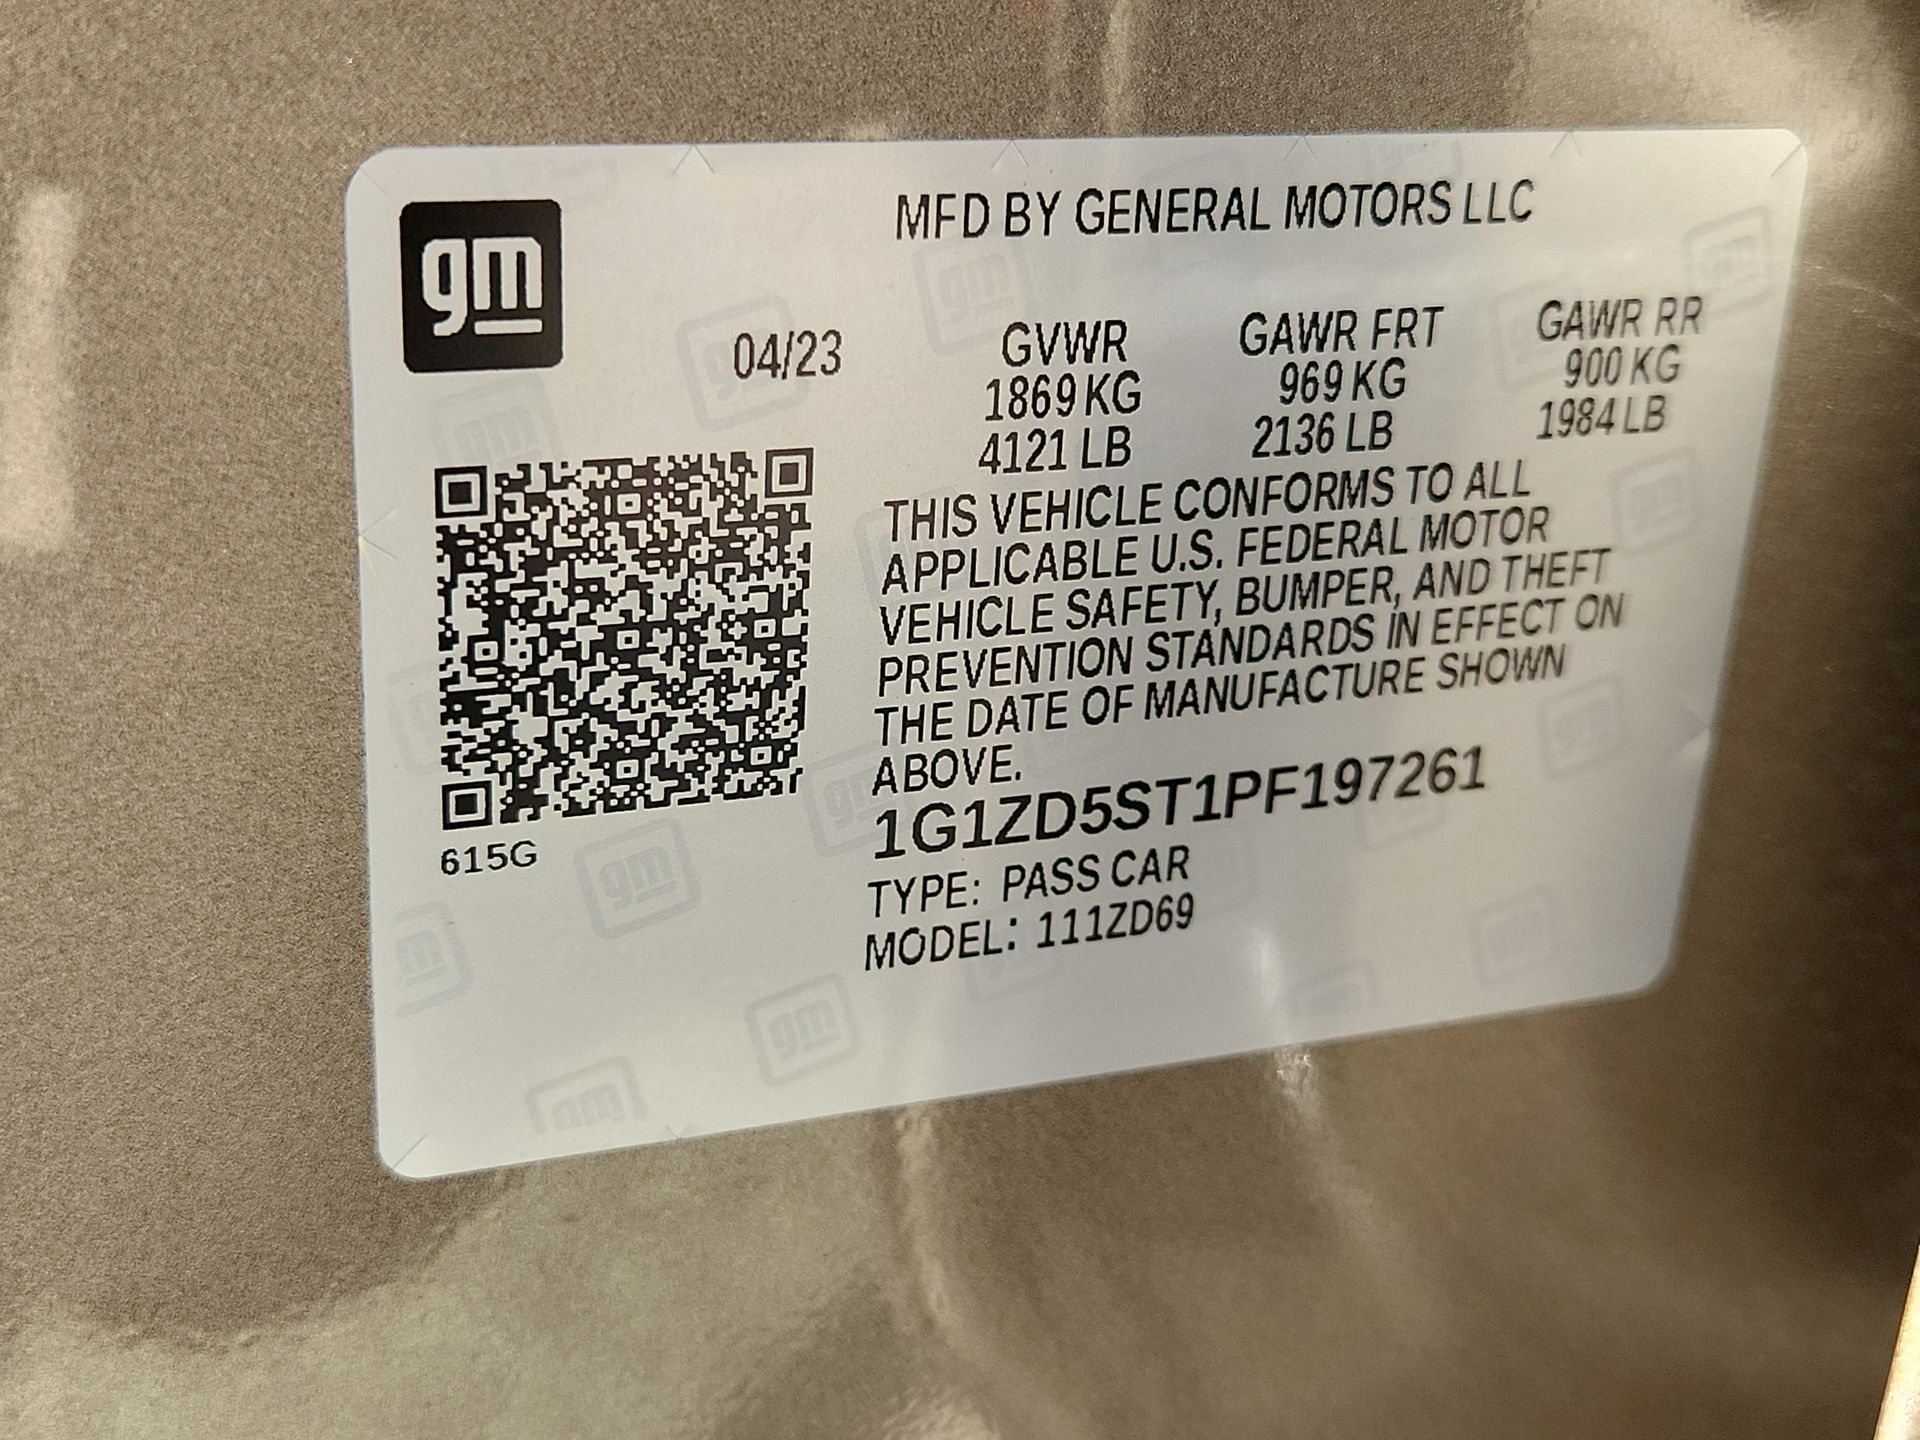 gm
MFD BY GENERAL MOTORS LLC
04/23
GVWR GAWR FRT GAWR RR
1869 KG 969 KG 900 KG
4121 LB 2136 LB 1984 LB
THIS VEHICLE CONFORMS TO ALL
APPLICABLE U.S. FEDERAL MOTOR
VEHICLE SAFETY, BUMPER, AND THEFT
PREVENTION STANDARDS IN EFFECT ON
THE DATE OF MANUFACTURE SHOWN
ABOVE.
1G1ZD5ST1PF197261
TYPE: PASS CAR
MODEL: 111ZD69
615G